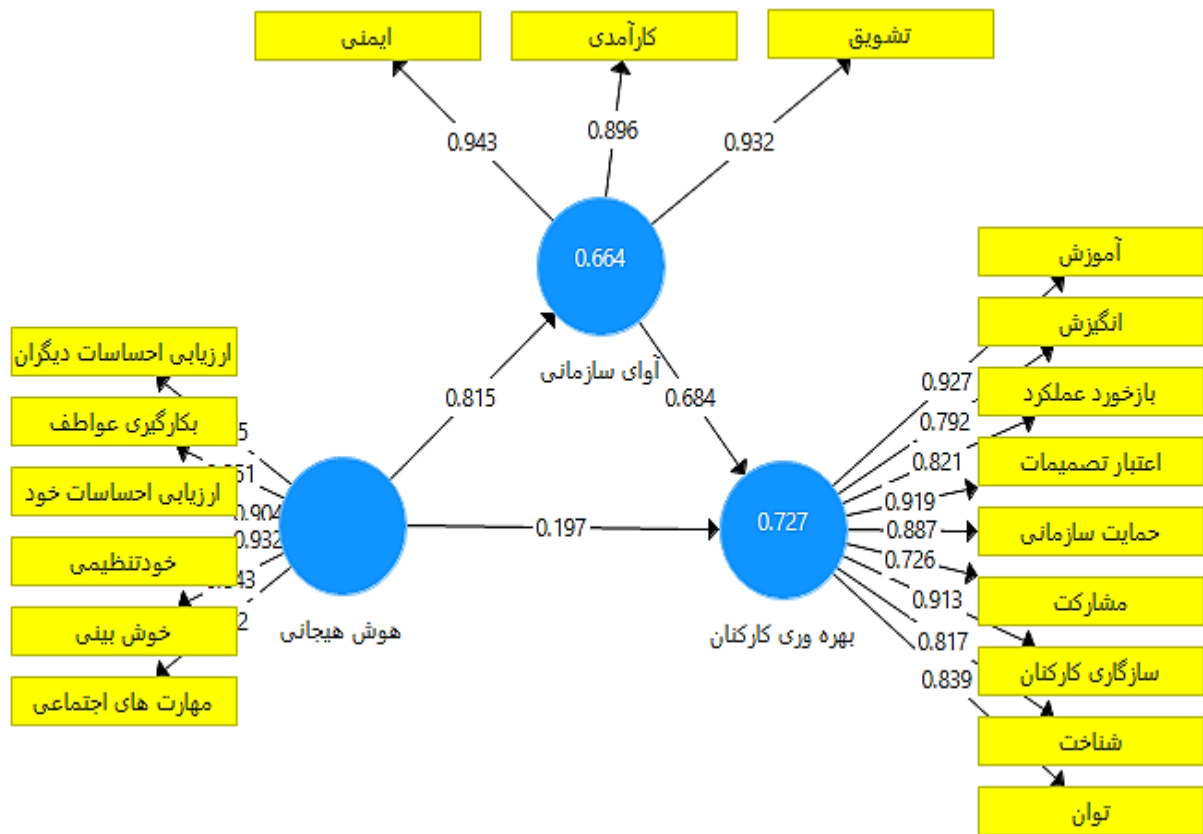 ایمنی
کارآمدی
تشویق
0.943
0.896
0.932
0.664
آوای سازمانی
0.815
0.684
0.197
ارزیابی احساسات دیگران
بکارگیری عواطف
ارزیابی احساسات خود
0.904
0.932
خودتنظیمی
خوش بینی
مهارت های اجتماعی
هوش هیجانی
0.727
بهره وری کارکنان
آموزش
انگیزش
بازخورد عملکرد
اعتبار تصمیمات
حمایت سازمانی
مشارکت
سازگاری کارکنان
شناخت
توان
0.927
0.792
0.821
0.919
0.887
0.726
0.913
0.817
0.839